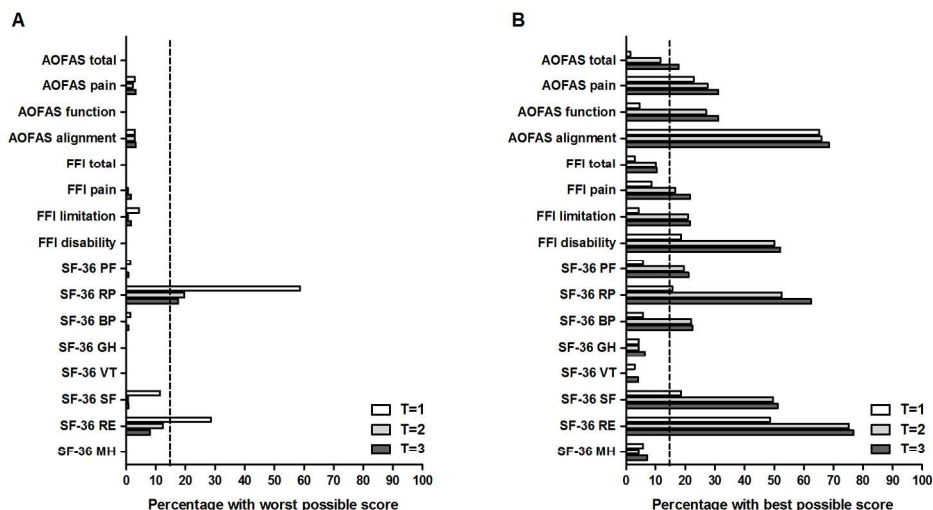 A
AOFAS total
AOFAS pain
AOFAS function
AOFAS alignment
FFI total
FFI pain
FFI limitation
FFI disability
SF-36 PF
SF-36 RP
SF-36 BP
SF-36 GH
SF-36 VT
SF-36 SF
SF-36 RE
SF-36 MH
T=1
T=2
T=3
0 10 20 30 40 50 60 70 80 90 100
Percentage with worst possible score
B
AOFAS total
AOFAS pain
AOFAS function
AOFAS alignment
FFI total
FFI pain
FFI limitation
FFI disability
SF-36 PF
SF-36 RP
SF-36 BP
SF-36 GH
SF-36 VT
SF-36 SF
SF-36 RE
SF-36 MH
T=1
T=2
T=3
0 10 20 30 40 50 60 70 80 90 100
Percentage with best possible score